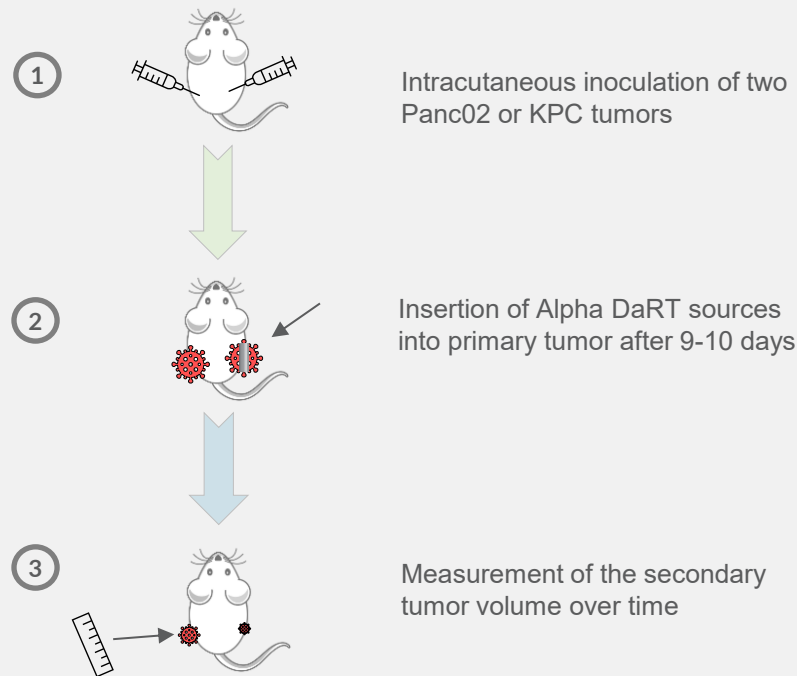 1
Intracutaneous inoculation of two
Panc02 or KPC tumors
2
Insertion of Alpha DaRT sources
into primary tumor after 9-10 days
3
Measurement of the secondary
tumor volume over time